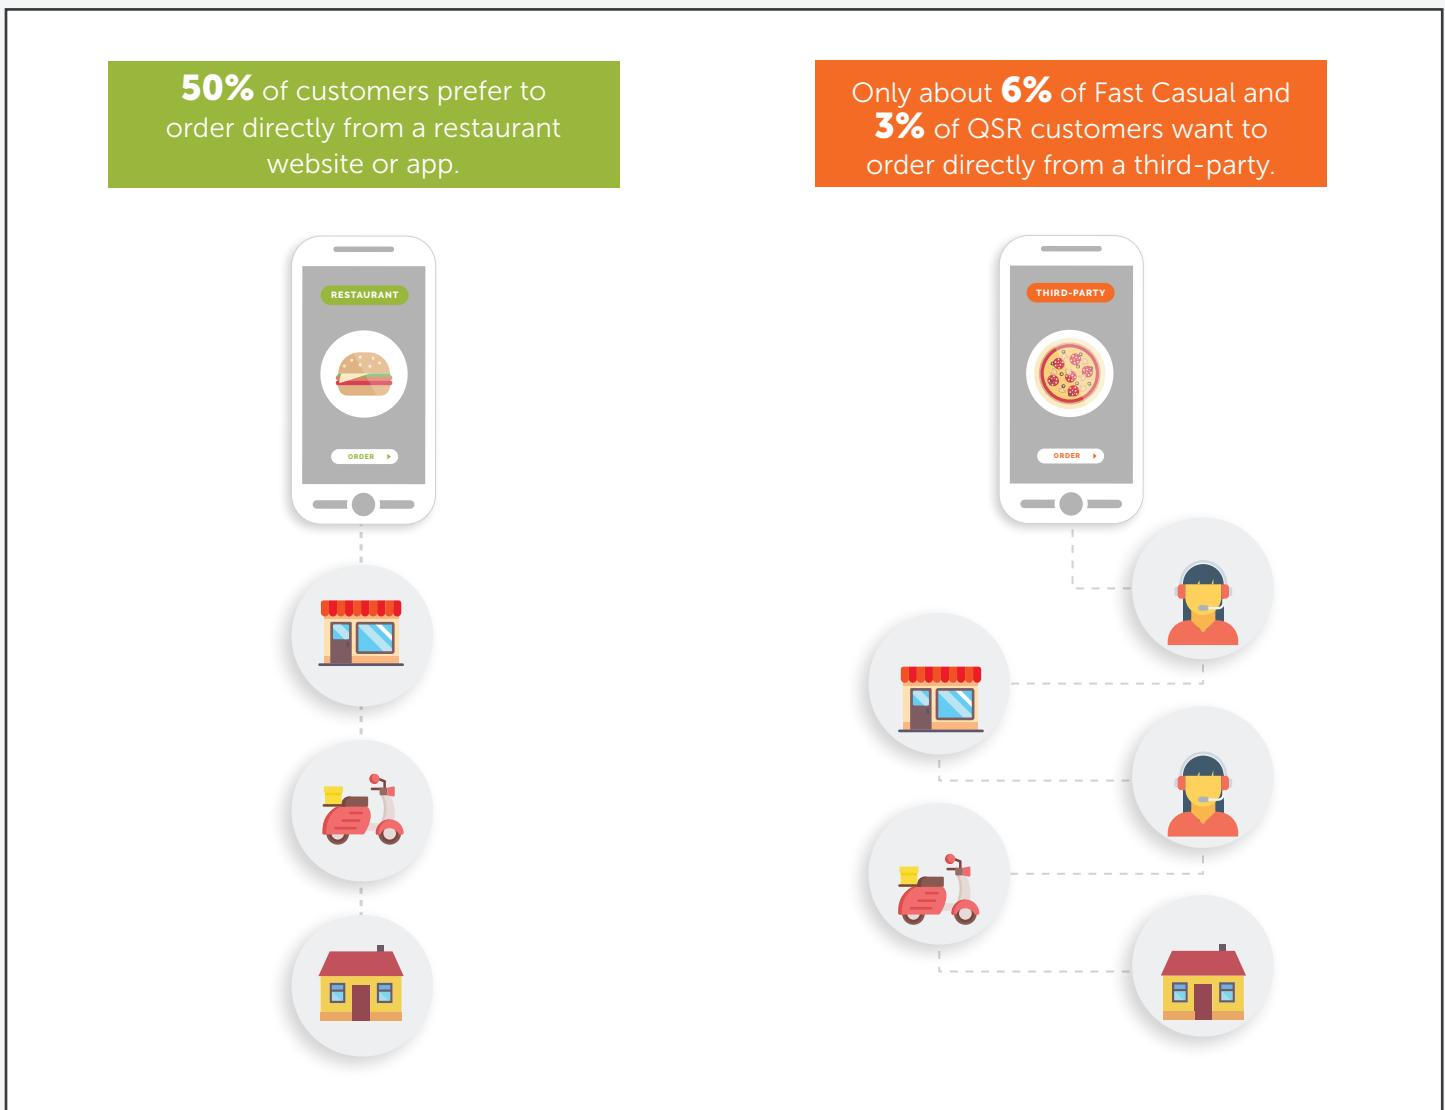 50% of customers prefer to
order directly from a restaurant
website or app.
Only about 6% of Fast Casual and
3% of QSR customers want to
order directly from a third-party.
RESTAURANT
ORDER
THIRD-PARTY
ORDER